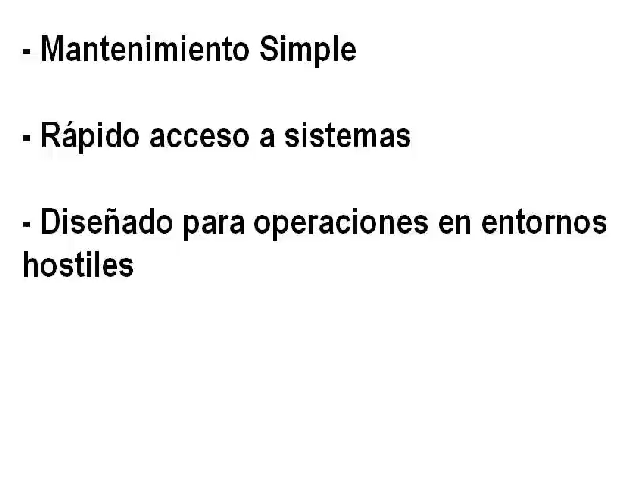 - Mantenimiento Simple
- Rápido acceso a sistemas
- Diseñado para operaciones en entornos
hostiles